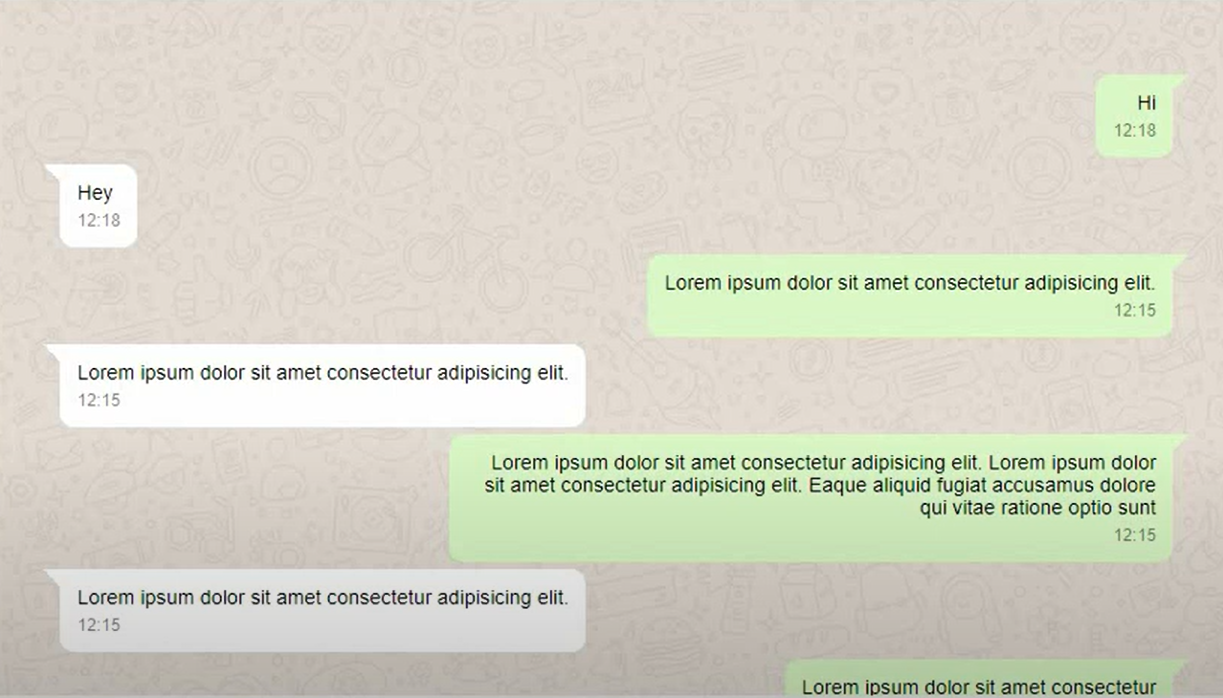 Hi
12:18
Hey
12:18
Lorem ipsum dolor sit amet consectetur adipisicing elit.
12:15
Lorem ipsum dolor sit amet consectetur adipisicing elit.
12:15
Lorem ipsum dolor sit amet consectetur adipisicing elit. Lorem ipsum dolor
sit amet consectetur adipisicing elit. Eaque aliquid fugiat accusamus dolore
qui vitae ratione optio sunt
12:15
Lorem ipsum dolor sit amet consectetur adipisicing elit.
12:15
Lorem ipsum dolor sit amet consectetur